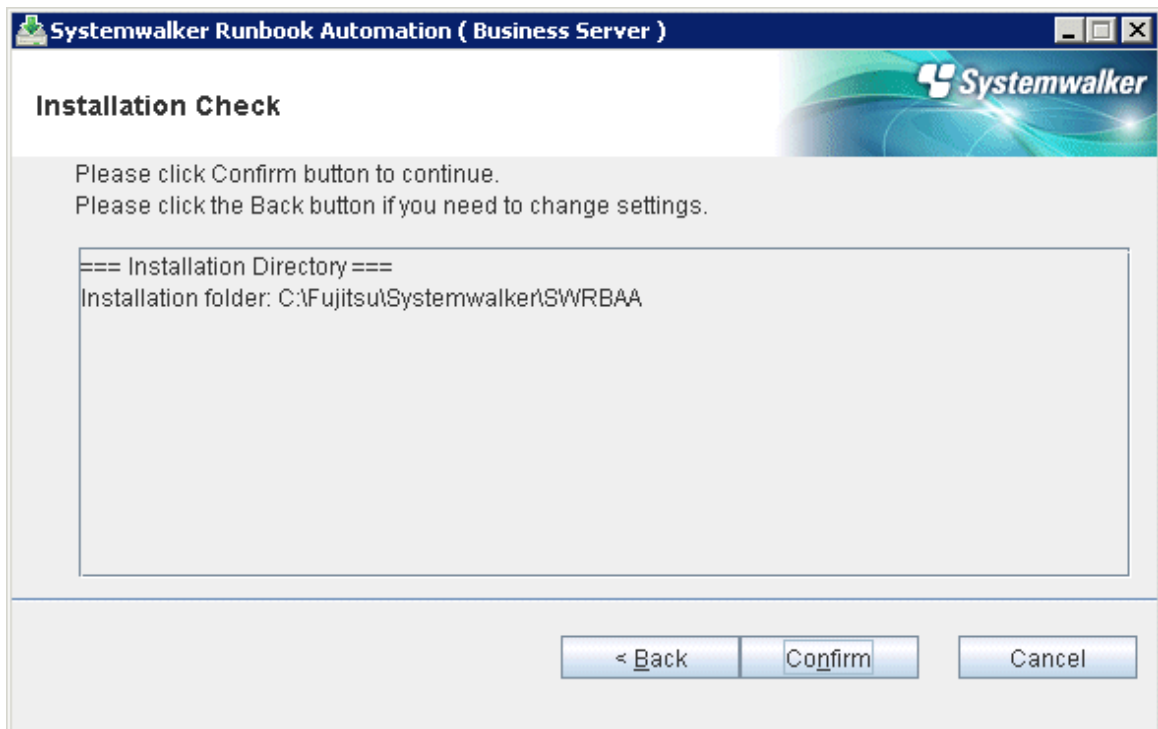 Systemwalker Runbook Automation ( Business Server )
Systemwalker
Installation Check
Please click Confirm button to continue.
Please click the Back button if you need to change settings.
=== Installation Directory ===
Installation folder: C:\Fujitsu\Systemwalker\SWRBAA
< Back
Confirm
Cancel